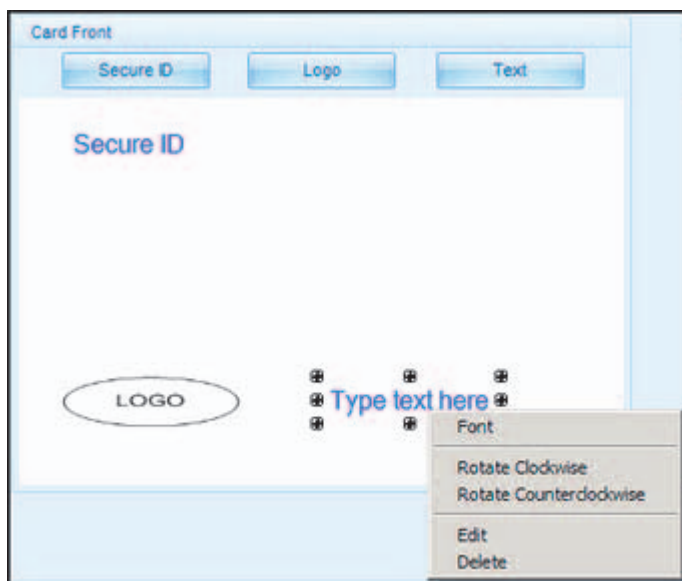 Card Front
Secure ID Logo Text
Secure ID
LOGO
Type text here
Font
Rotate Clockwise
Rotate Counterclockwise
Edit
Delete